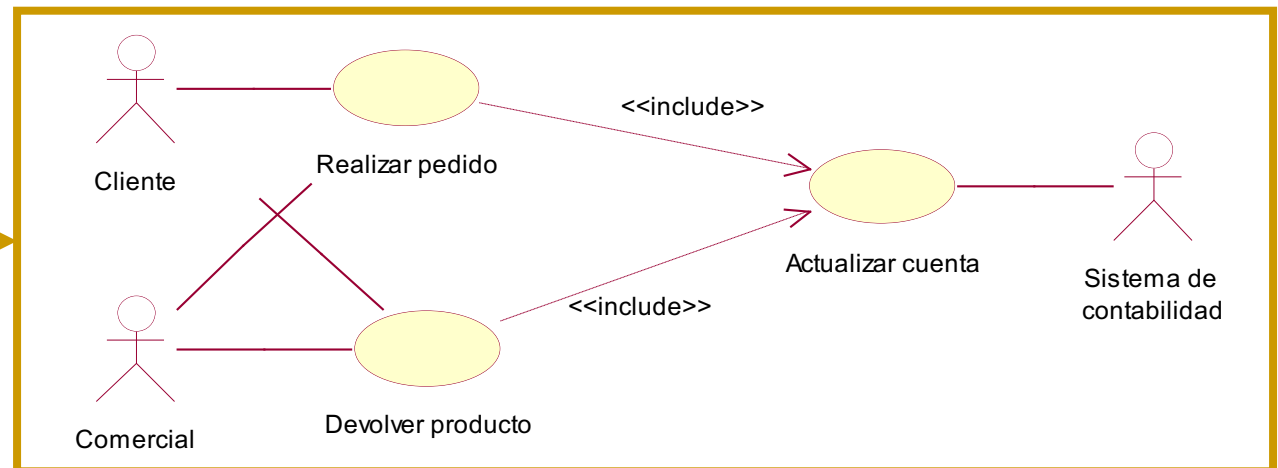 <<include>>
Realizar pedido
Cliente
Actualizar cuenta
Sistema de
contabilidad
<<include>>
Devolver producto
Comercial